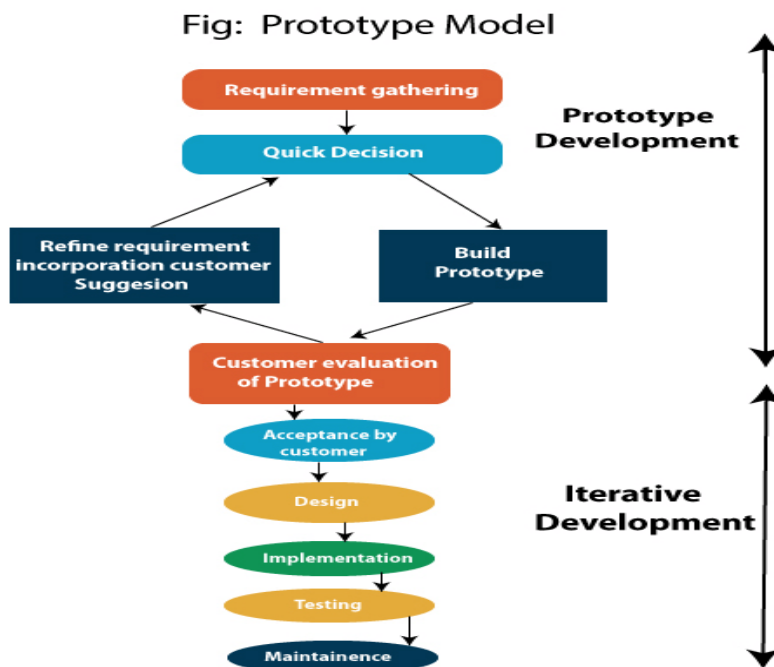 Fig: Prototype Model
Requirement gathering
Prototype
Development
Quick Decision
Refine requirement
incorporation customer
Suggesion
Build
Prototype
Customer evaluation
of Prototype
Acceptance by
customer
Design
Iterative
Development
Implementation
Testing
Maintainence